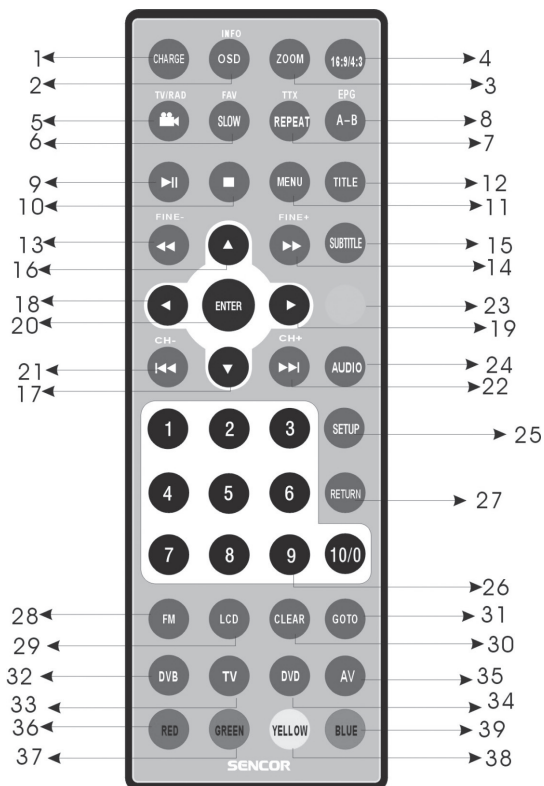 INFO
1 CHARGE OSD ZOOM 16:9/4:3 4
2 3
TV/RAD FAV TTX EPG
5 SLOW REPEAT A-B 8
6 7
9 MENU TITLE 12
10 11
FINE- FINE+
13 SUBTITLE 15
16 14
18 ENTER 23
20 19
CH- CH+
21 AUDIO 24
17 22
1 2 3 SETUP 25
4 5 6 RETURN 27
7 8 9 10/0
26
28 FM LCD CLEAR GOTO 31
29 30
32 DVB TV DVD AV 35
33 34
36 RED GREEN YELLOW BLUE 39
37 38
SENCOR